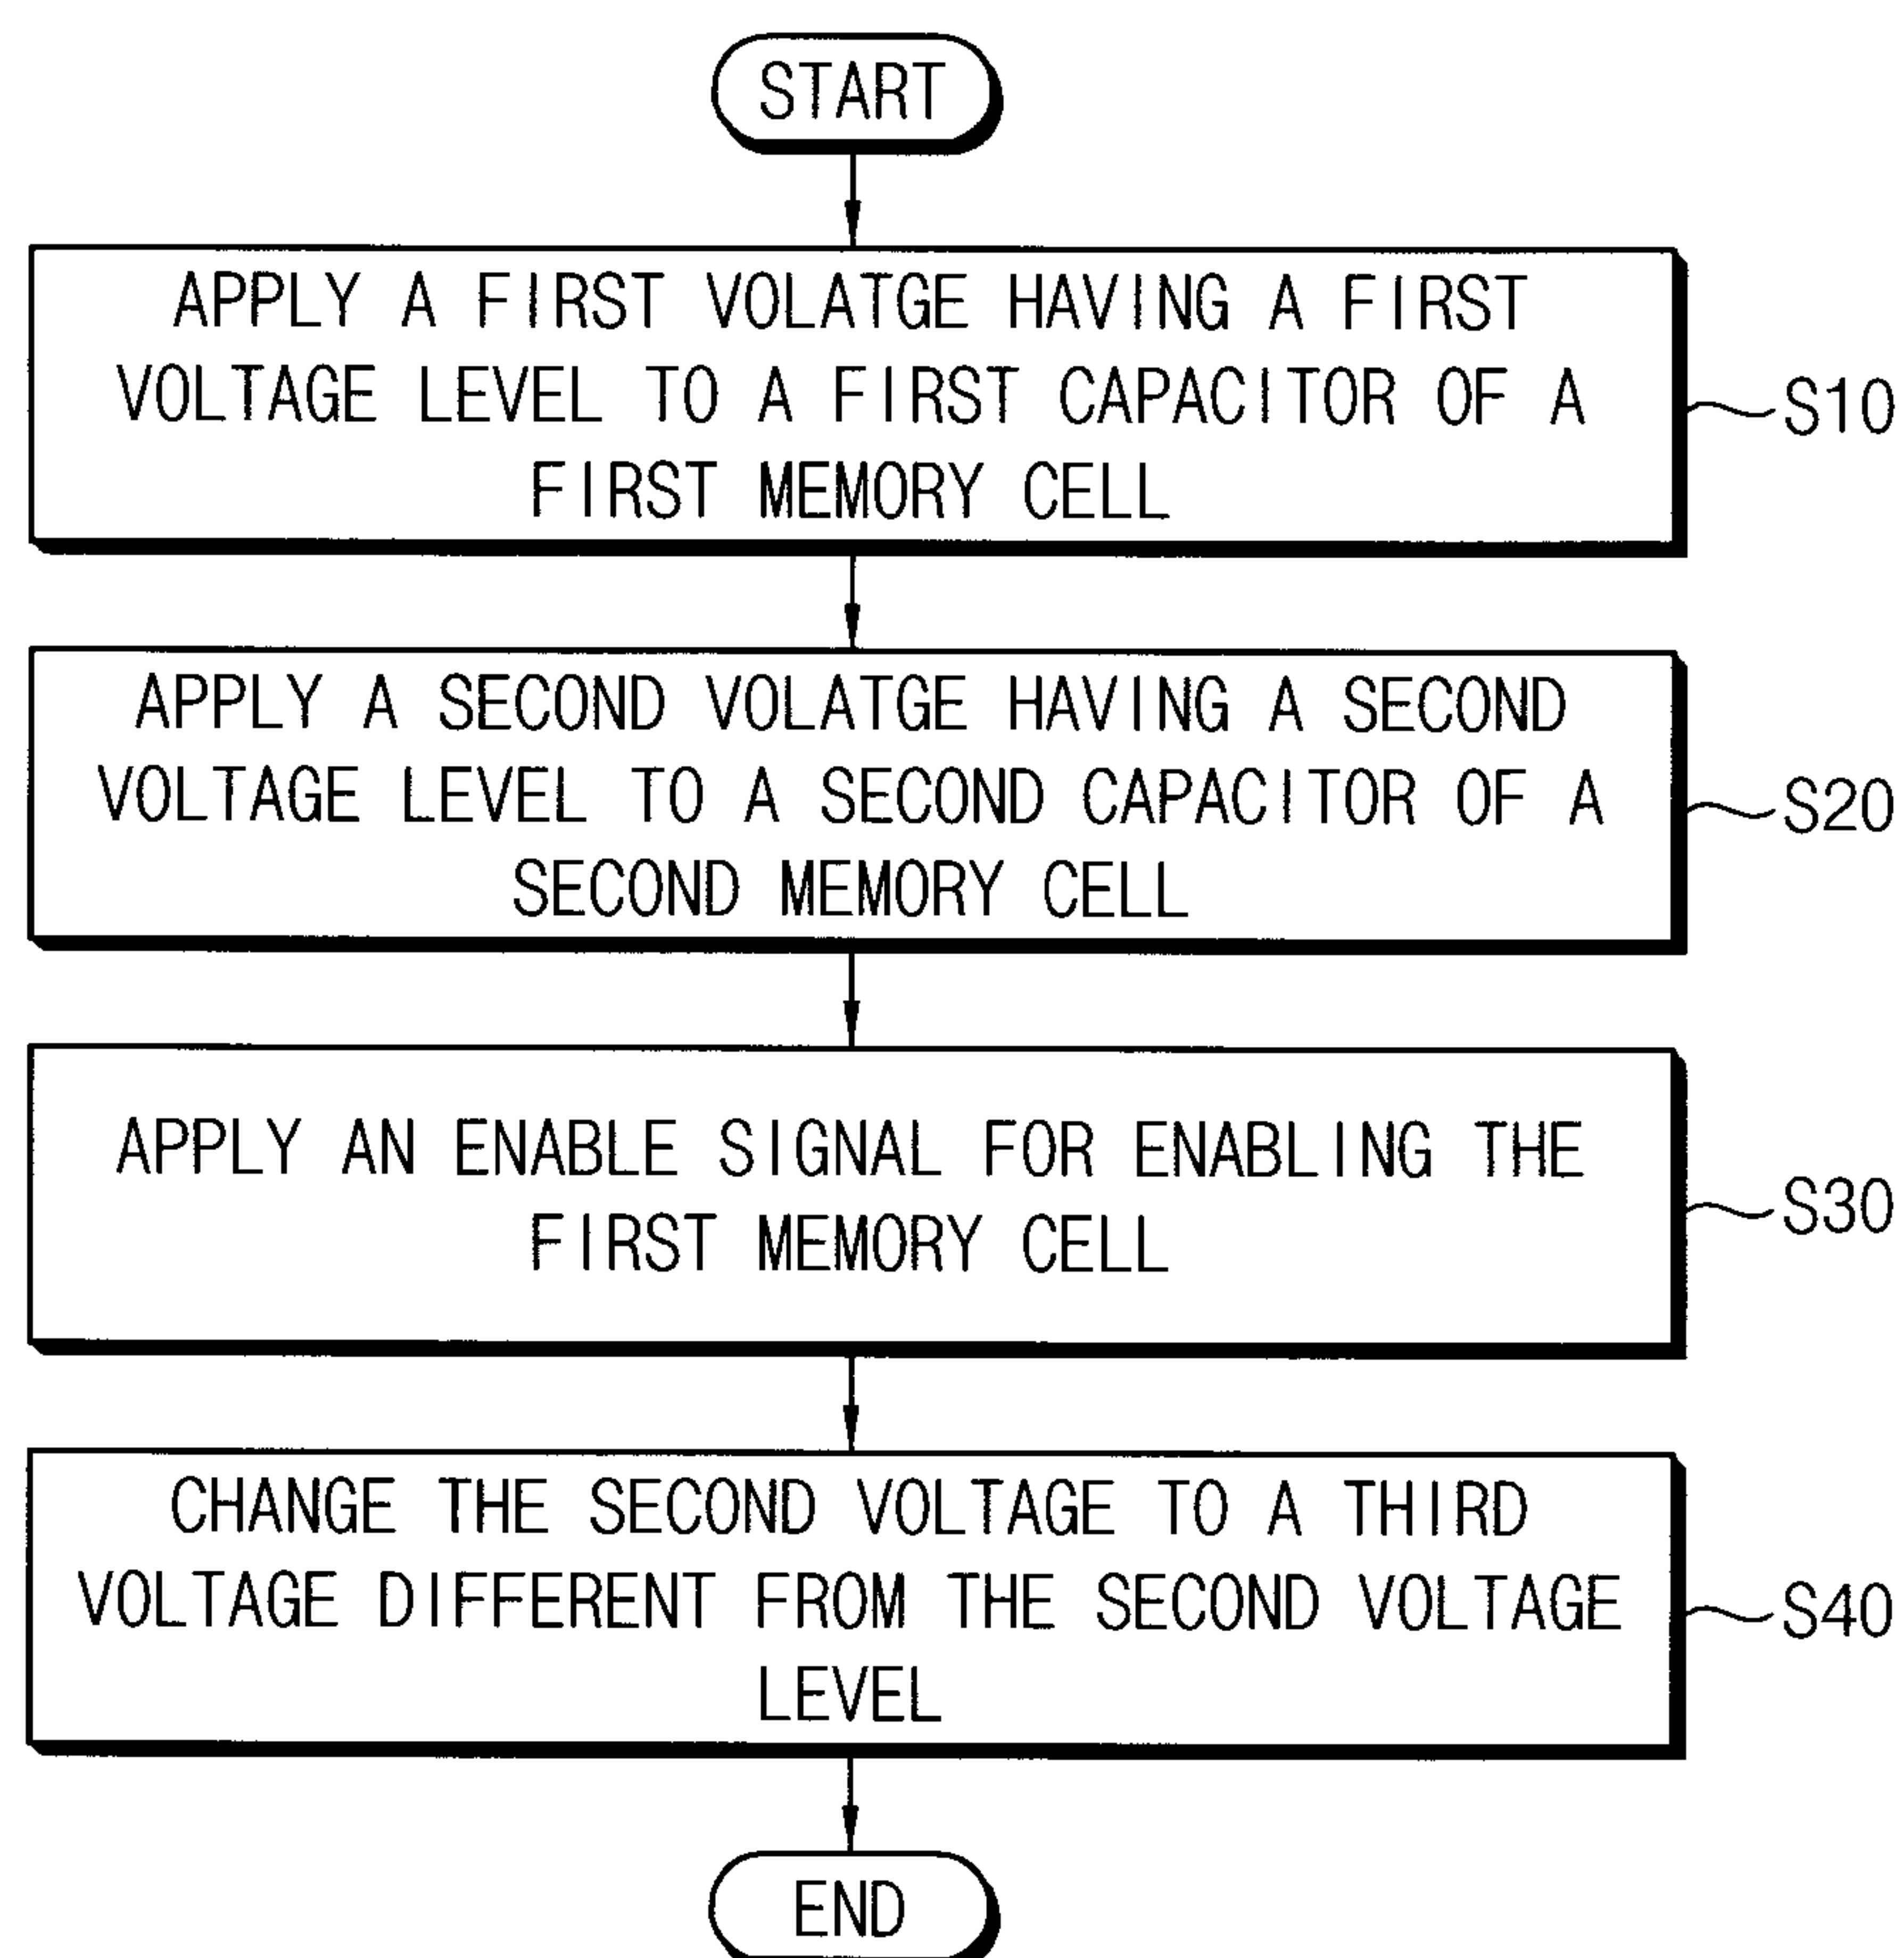 START
APPLY A FIRST VOLATGE HAVING A FIRST
VOLTAGE LEVEL TO A FIRST CAPACITOR OF A
FIRST MEMORY CELL
S10
APPLY A SECOND VOLATGE HAVING A SECOND
VOLTAGE LEVEL TO A SECOND CAPACITOR OF A
SECOND MEMORY CELL
S20
APPLY AN ENABLE SIGNAL FOR ENABLING THE
FIRST MEMORY CELL
S30
CHANGE THE SECOND VOLTAGE TO A THIRD
VOLTAGE DIFFERENT FROM THE SECOND VOLTAGE
LEVEL
S40
END